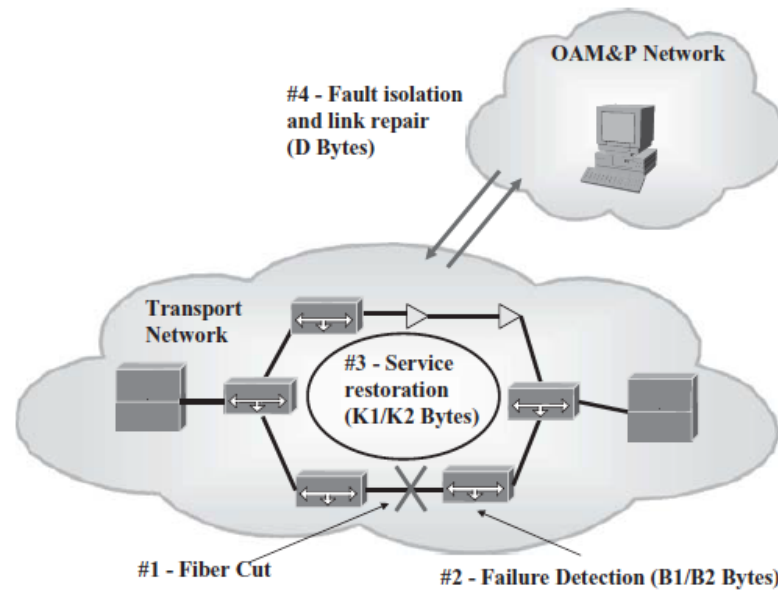 OAM&P Network
#4 - Fault isolation
and link repair
(D Bytes)
Transport
Network
#3 - Service
restoration
(K1/K2 Bytes)
#1 - Fiber Cut
#2 - Failure Detection (B1/B2 Bytes)